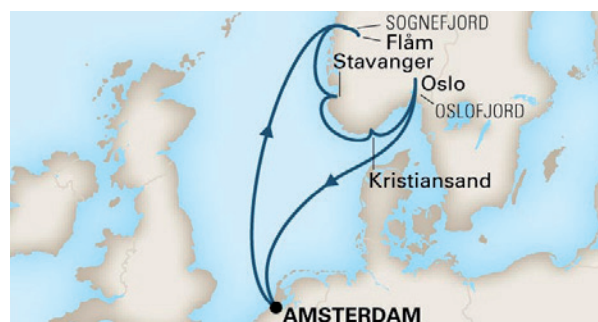 SOGNEFJORD
Flåm
Stavanger
Oslo
OSLOFJORD
Kristiansand
AMSTERDAM